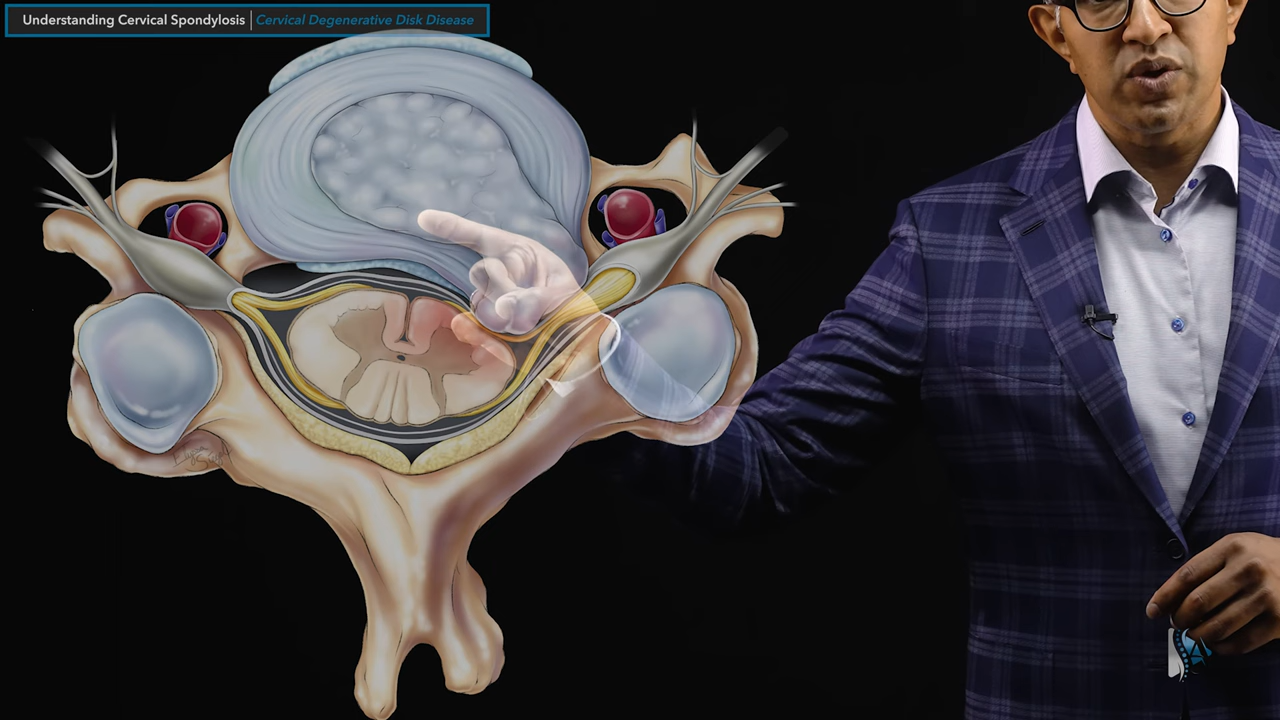 Understanding Cervical Spondylosis | Cervical Degenerative Disk Disease